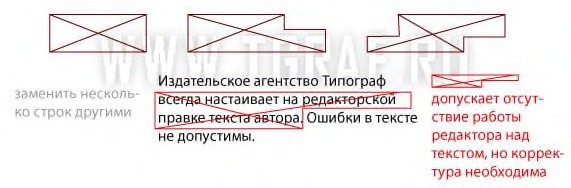 WWW.TGRAF.RU
заменить несколь-
ко строк другими
Издательское агентство Типограф
всегда настаивает на редакторской
правке текста автора. Ошибки в тексте
не допустимы.
допускает отсут-
ствие работы
редактора над
текстом, но коррек-
тура необходима